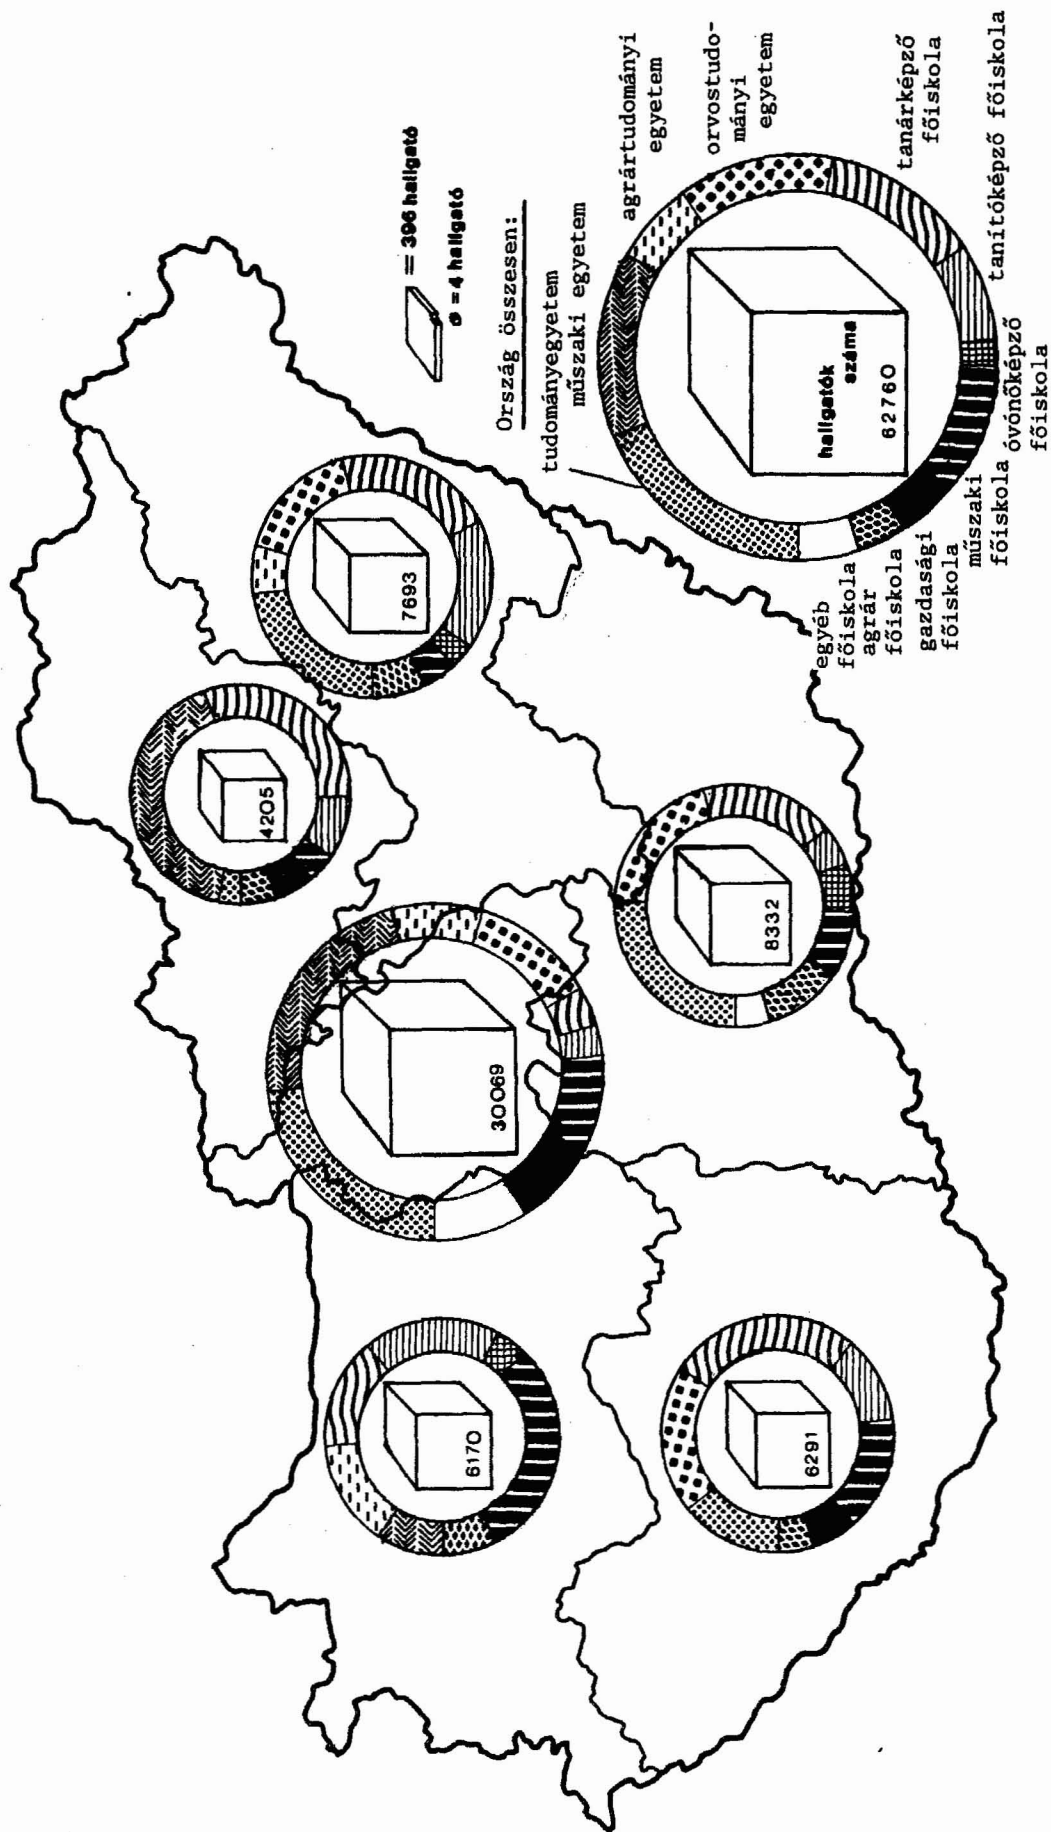 = 396 hallgató
= 4 hallgató
Ország összesen:
tudományegyetem
műszaki egyetem
agrártudományi
egyetem
orvostudo-
mányi
egyetem
tanárképző
főiskola
tanítóképző főiskola
óvónőképző
főiskola
műszaki
főiskola
gazdasági
főiskola
agrár
főiskola
egyéb
főiskola
hallgatók
száma
62760
6170
6291
30069
8332
4205
7693